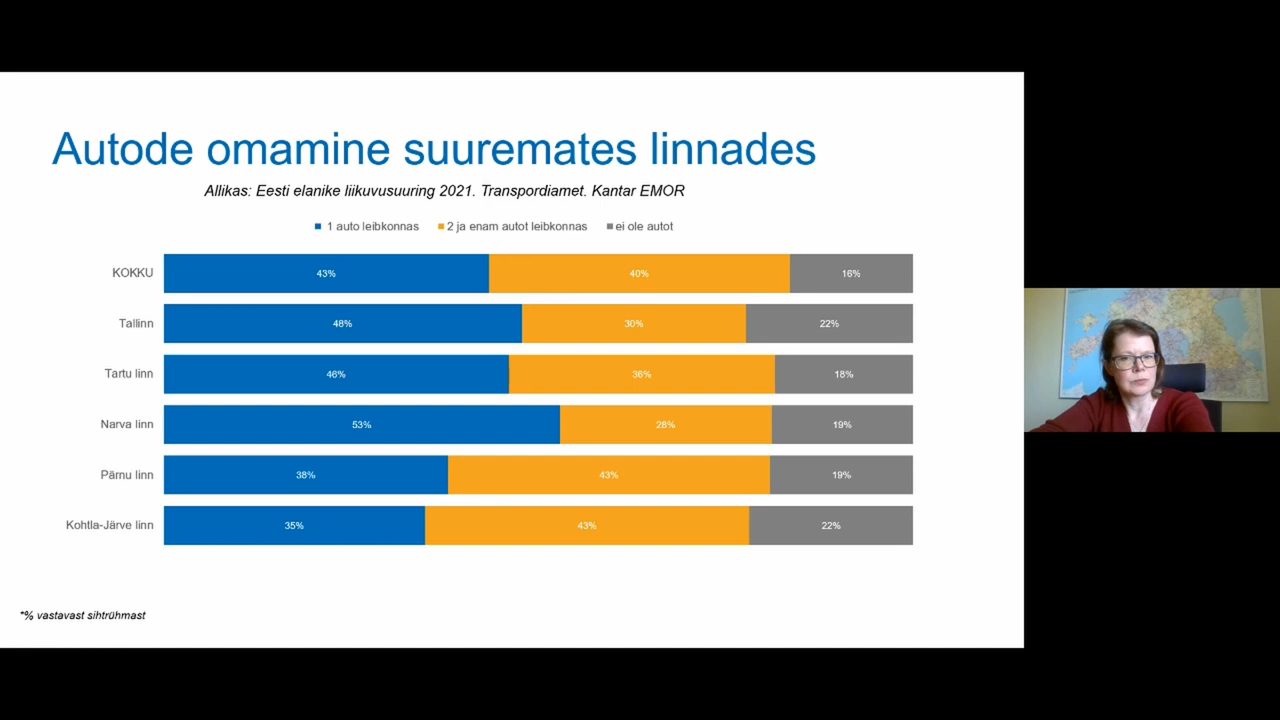 Autode omamine suuremates linnades
Allikas: Eesti elanike liikuvusuuring 2021. Transpordiamet. Kantar EMOR
1 auto leibkonnas 2 ja enam autot leibkonnas ei ole autot
KOKKU 43% 40% 16%
Tallinn 48% 30% 22%
Tartu linn 46% 36% 18%
Narva linn 53% 28% 19%
Pärnu linn 38% 43% 19%
Kohtla-Järve linn 35% 43% 22%
*% vastavast sihtrühmast